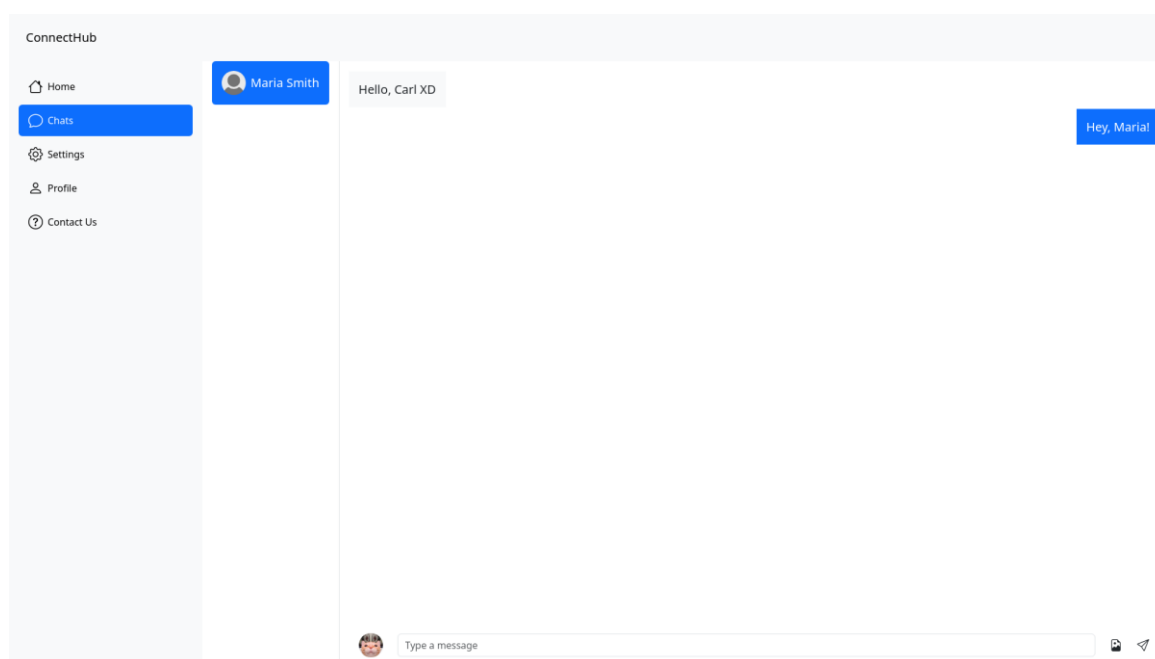 ConnectHub
Home
Chats
Settings
Profile
Contact Us
Maria Smith
Hello, Carl XD
Hey, Maria!
Type a message